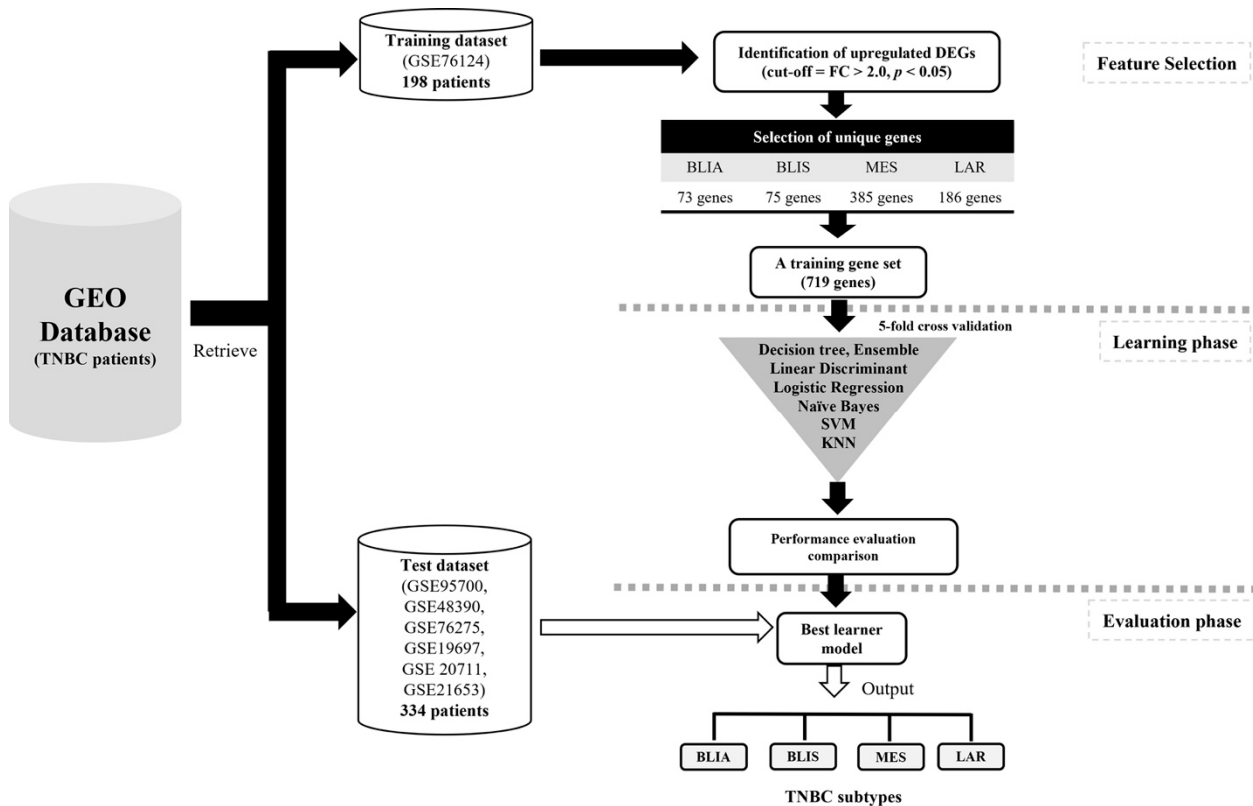 GEO
Database
(TNBC patients)
Retrieve
Training dataset
(GSE76124)
198 patients
Identification of upregulated DEGs
(cut-off = FC > 2.0, p < 0.05)
Feature Selection
Selection of unique genes
BLIA BLIS MES LAR
73 genes 75 genes 385 genes 186 genes
A training gene set
(719 genes)
5-fold cross validation
Learning phase
Decision tree, Ensemble
Linear Discriminant
Logistic Regression
Naïve Bayes
SVM
KNN
Performance evaluation
comparison
Test dataset
(GSE95700,
GSE48390,
GSE76275,
GSE19697,
GSE 20711,
GSE21653)
334 patients
Evaluation phase
Best learner
model
Output
BLIA BLIS MES LAR
TNBC subtypes